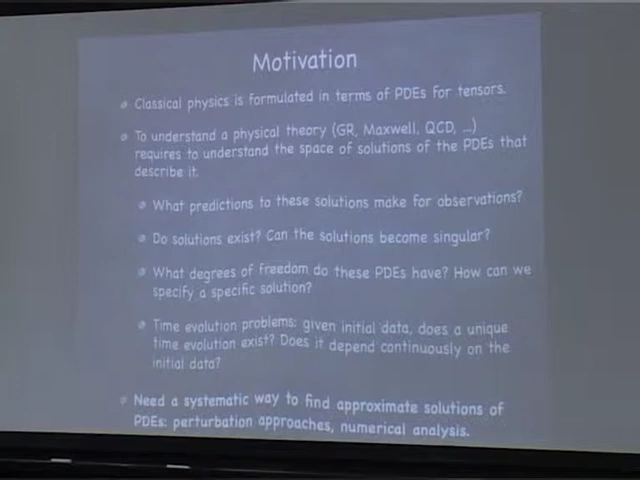 Motivation
Classical physics is formulated in terms of PDEs for tensors.
To understand a physical theory (GR, Maxwell, QCD, ...)
requires to understand the space of solutions of the PDEs that
describe it.
What predictions to these solutions make for observations?
Do solutions exist? Can the solutions become singular?
What degrees of freedom do these PDEs have? How can we
specify a specific solution?
Time evolution problems: given initial data, does a unique
time evolution exist? Does it depend continuously on the
initial data?
Need a systematic way to find approximate solutions of
PDEs: perturbation approaches, numerical analysis.